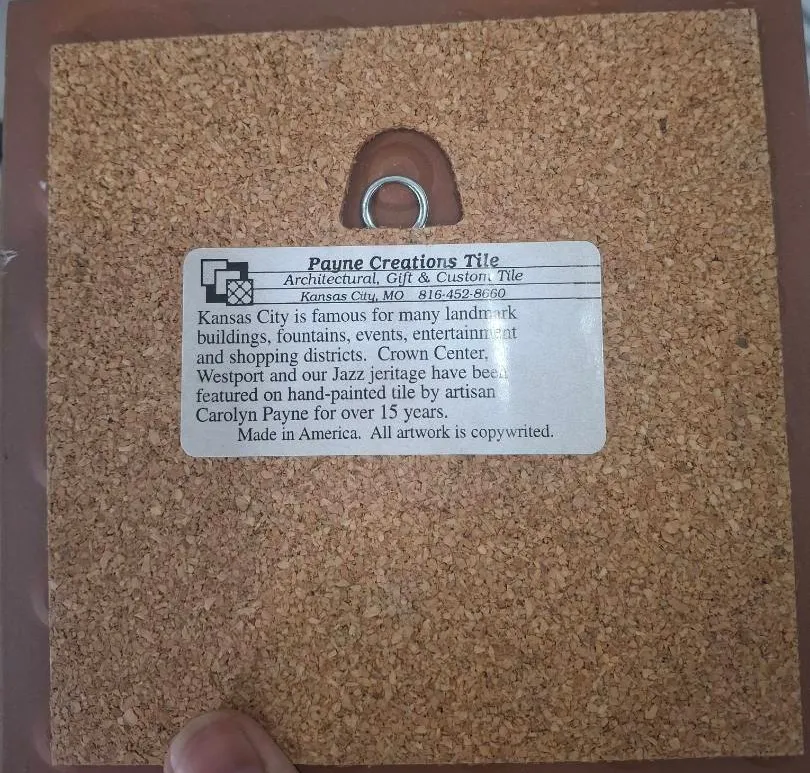 Payne Creations Tile
Architectural, Gift & Custom Tile
Kansas City, MO 816-452-8660
Kansas City is famous for many landmark
buildings, fountains, events, entertainment
and shopping districts. Crown Center,
Westport and our Jazz jeritage have been
featured on hand-painted tile by artisan
Carolyn Payne for over 15 years.
Made in America. All artwork is copywrited.